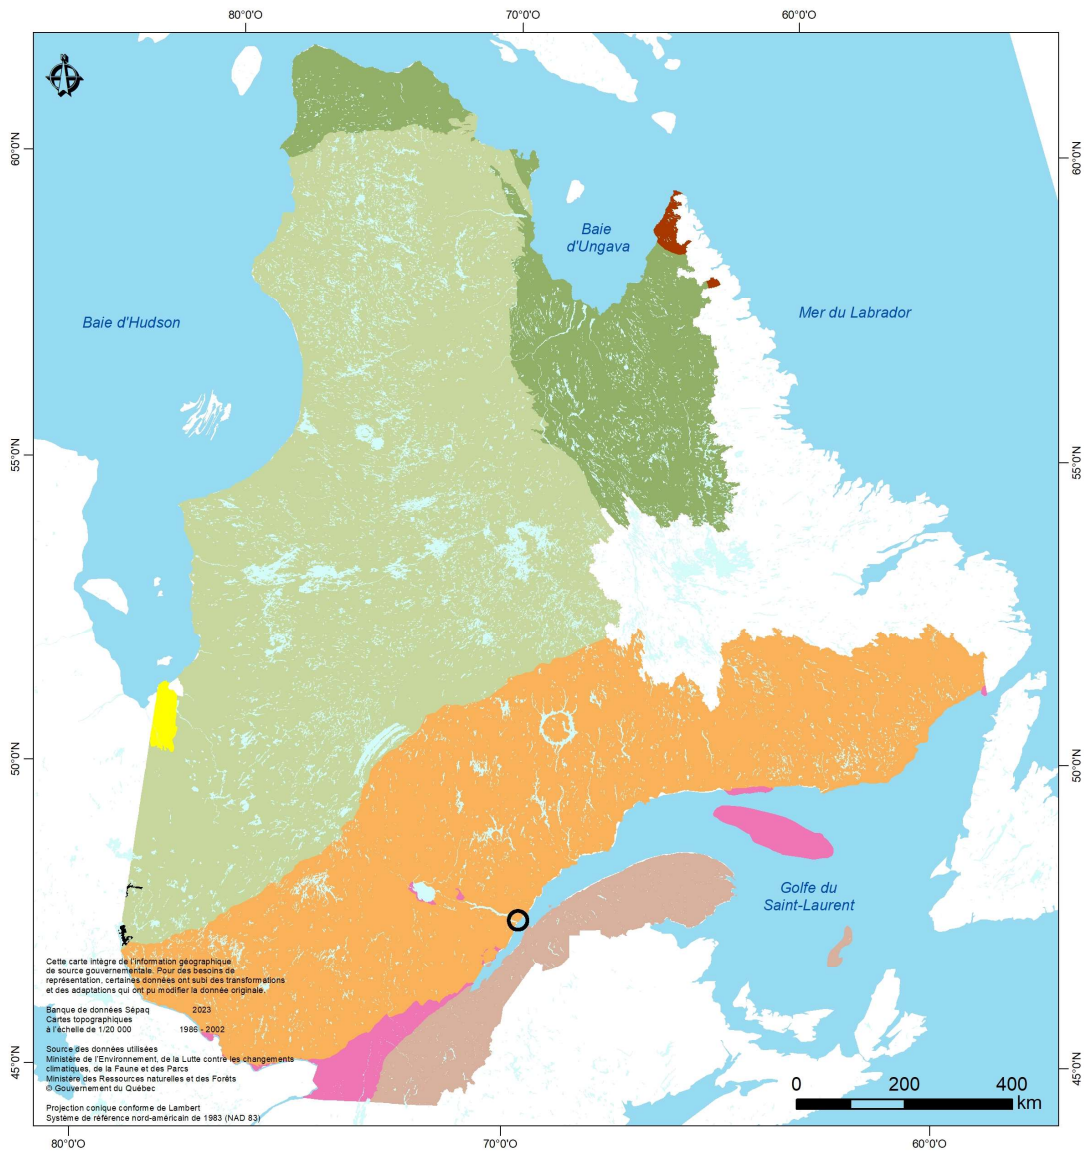 80°0'O
70°0'O
60°0'O
60°0'N
60°0'N
Baie
d'Ungava
Baie d'Hudson
Mer du Labrador
55°0'N
55°0'N
50°0'N
50°0'N
Golfe du
Saint-Laurent
Cette carte intègre de l'information géographique
de source gouvernementale. Pour des besoins de
représentation, certaines données ont subi des transformations
et des adaptations qui ont pu modifier la donnée originale.
Banque de données Sépaq 2023
Cartes topographiques
à l'échelle de 1/20 000 1986 - 2002
Source des données utilisées
Ministère de l'Environnement, de la Lutte contre les changements
climatiques, de la Faune et des Parcs
Ministère des Ressources naturelles et des Forêts
© Gouvernement du Québec
Projection conique conforme de Lambert
Système de référence nord-américain de 1983 (NAD 83)
45°0'N
45°0'N
0 200 400
km
80°0'O
70°0'O
60°0'O